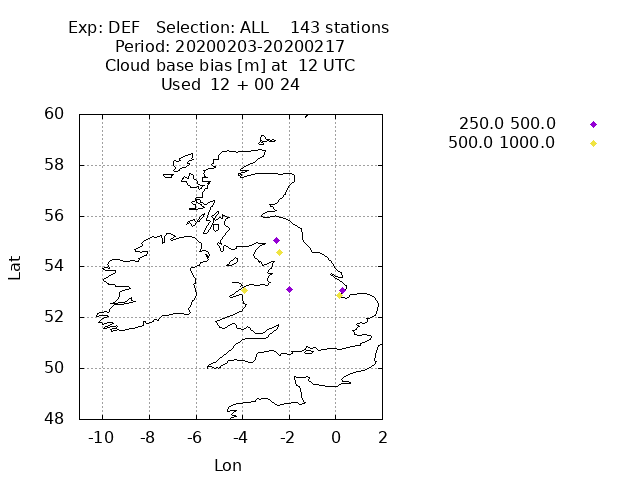 Exp: DEF   Selection: ALL    143 stations
Period: 20200203-20200217
Cloud base bias [m] at  12 UTC
Used  12 + 00 24
250.0 500.0
500.0 1000.0
60
58
56
54
52
50
48
Lat
-10 -8 -6 -4 -2 0 2
Lon